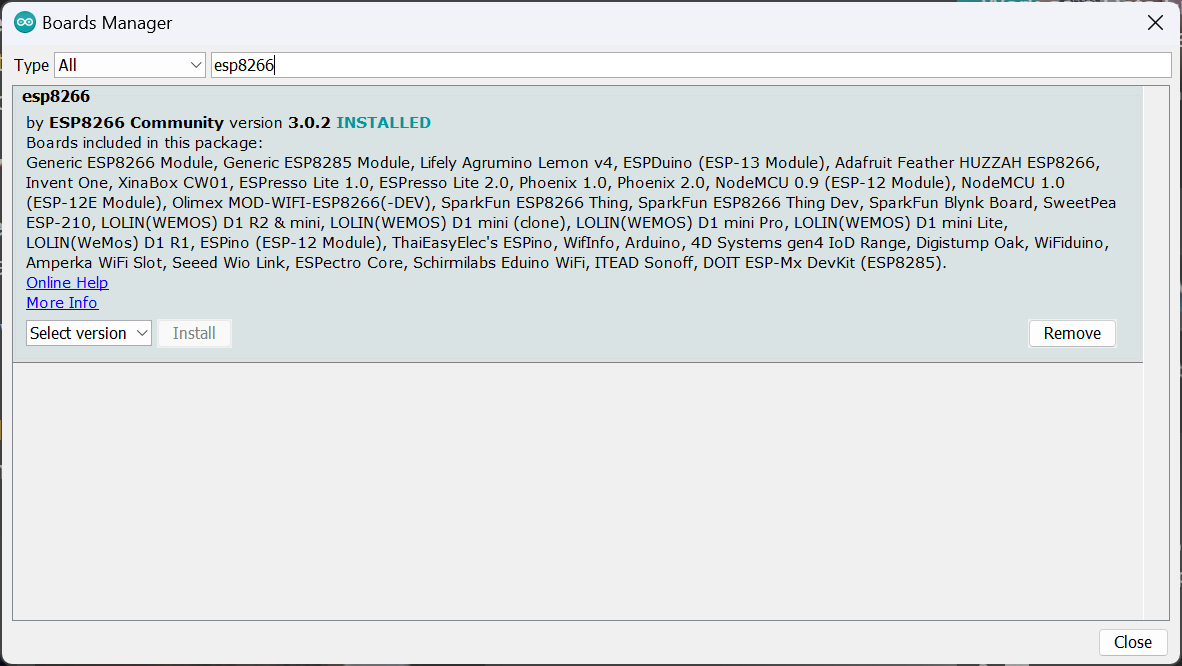 Boards Manager
Type All esp8266
esp8266
by ESP8266 Community version 3.0.2 INSTALLED
Boards included in this package:
Generic ESP8266 Module, Generic ESP8285 Module, Lifely Agrumino Lemon v4, ESPDuino (ESP-13 Module), Adafruit Feather HUZZAH ESP8266,
Invent One, XinaBox CW01, ESPresso Lite 1.0, ESPresso Lite 2.0, Phoenix 1.0, Phoenix 2.0, NodeMCU 0.9 (ESP-12 Module), NodeMCU 1.0
(ESP-12E Module), Olimex MOD-WIFI-ESP8266(-DEV), SparkFun ESP8266 Thing, SparkFun ESP8266 Thing Dev, SparkFun Blynk Board, SweetPea
ESP-210, LOLIN(WEMOS) D1 R2 & mini, LOLIN(WEMOS) D1 mini (clone), LOLIN(WEMOS) D1 mini Pro, LOLIN(WEMOS) D1 mini Lite,
LOLIN(WeMos) D1 R1, ESPino (ESP-12 Module), ThaiEasyElec's ESPino, WifInfo, Arduino, 4D Systems gen4 IoD Range, Digistump Oak, WiFiduino,
Amperka WiFi Slot, Seeed Wio Link, ESPectro Core, Schirmilabs Eduino WiFi, ITEAD Sonoff, DOIT ESP-Mx DevKit (ESP8285).
Online Help
More Info
Select version Install Remove
Close